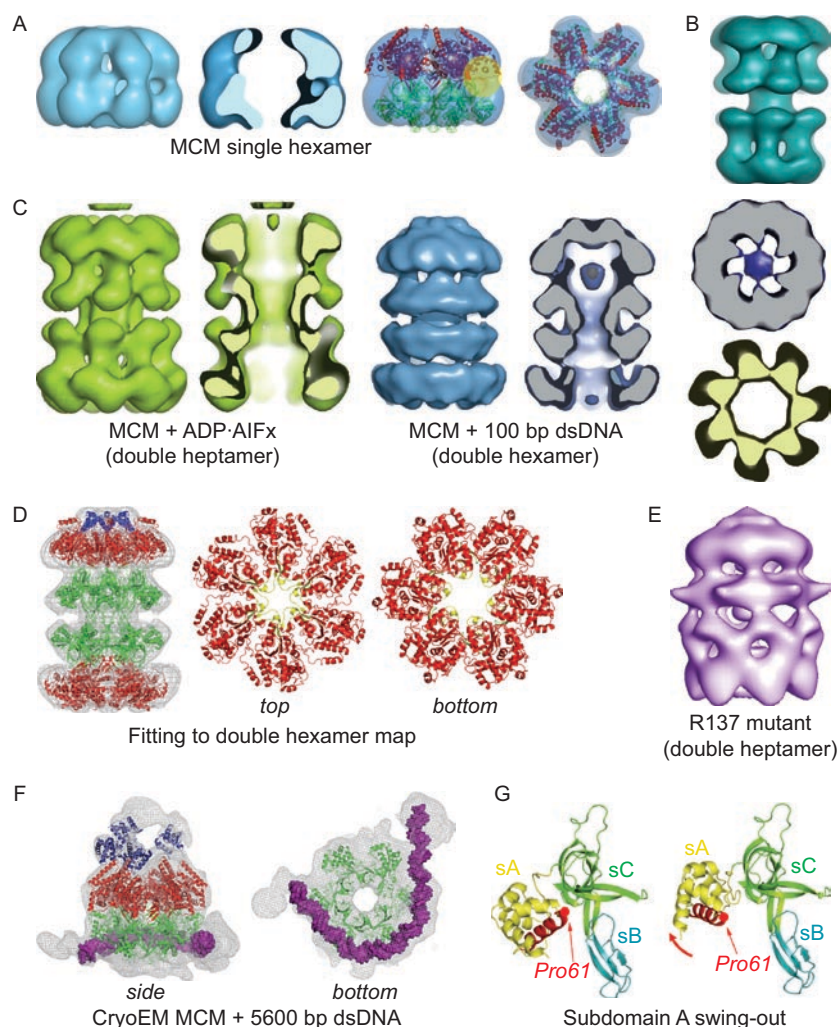 A
B
MCM single hexamer
C
MCM + ADP·AlFx
(double heptamer)
MCM + 100 bp dsDNA
(double hexamer)
D
E
top
bottom
Fitting to double hexamer map
R137 mutant
(double heptamer)
F
G
sA
sC
sB
Pro61
sA
sC
sB
Pro61
side
bottom
CryoEM MCM + 5600 bp dsDNA
Subdomain A swing-out